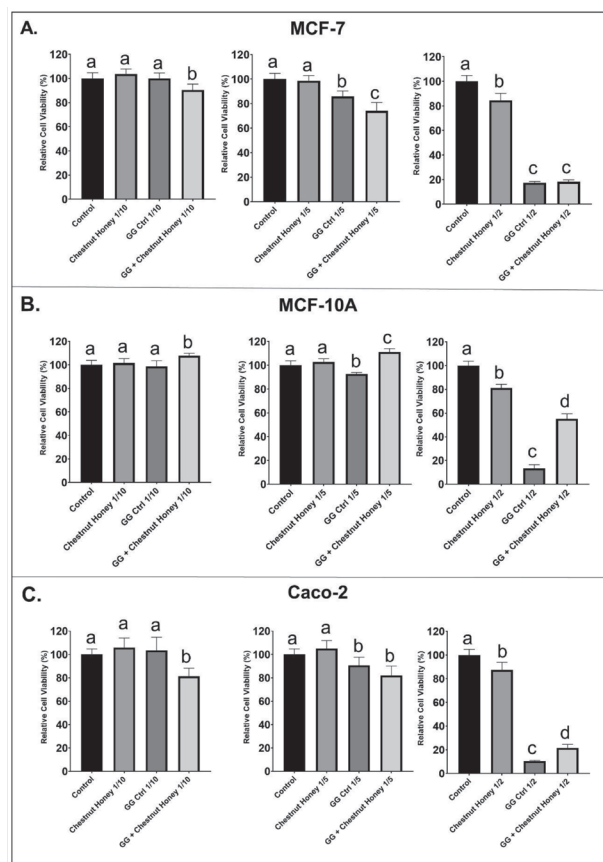 A.
MCF-7
Relative Cell Viability (%)
120
100
80
60
40
20
0
a
a
a
b
Control
Chestnut Honey 1/10
GG Ctrl 1/10
GG + Chestnut Honey 1/10
Relative Cell Viability (%)
120
100
80
60
40
20
0
a
a
b
c
Control
Chestnut Honey 1/5
GG Ctrl 1/5
GG + Chestnut Honey 1/5
Relative Cell Viability (%)
120
100
80
60
40
20
0
a
b
c
c
Control
Chestnut Honey 1/2
GG Ctrl 1/2
GG + Chestnut Honey 1/2
B.
MCF-10A
Relative Cell Viability (%)
120
100
80
60
40
20
0
a
a
a
b
Control
Chestnut Honey 1/10
GG Ctrl 1/10
GG + Chestnut Honey 1/10
Relative Cell Viability (%)
120
100
80
60
40
20
0
a
a
b
c
Control
Chestnut Honey 1/5
GG Ctrl 1/5
GG + Chestnut Honey 1/5
Relative Cell Viability (%)
120
100
80
60
40
20
0
a
b
c
d
Control
Chestnut Honey 1/2
GG Ctrl 1/2
GG + Chestnut Honey 1/2
C.
Caco-2
Relative Cell Viability (%)
120
100
80
60
40
20
0
a
a
a
b
Control
Chestnut Honey 1/10
GG Ctrl 1/10
GG + Chestnut Honey 1/10
Relative Cell Viability (%)
120
100
80
60
40
20
0
a
a
b
b
Control
Chestnut Honey 1/5
GG Ctrl 1/5
GG + Chestnut Honey 1/5
Relative Cell Viability (%)
120
100
80
60
40
20
0
a
b
c
d
Control
Chestnut Honey 1/2
GG Ctrl 1/2
GG + Chestnut Honey 1/2